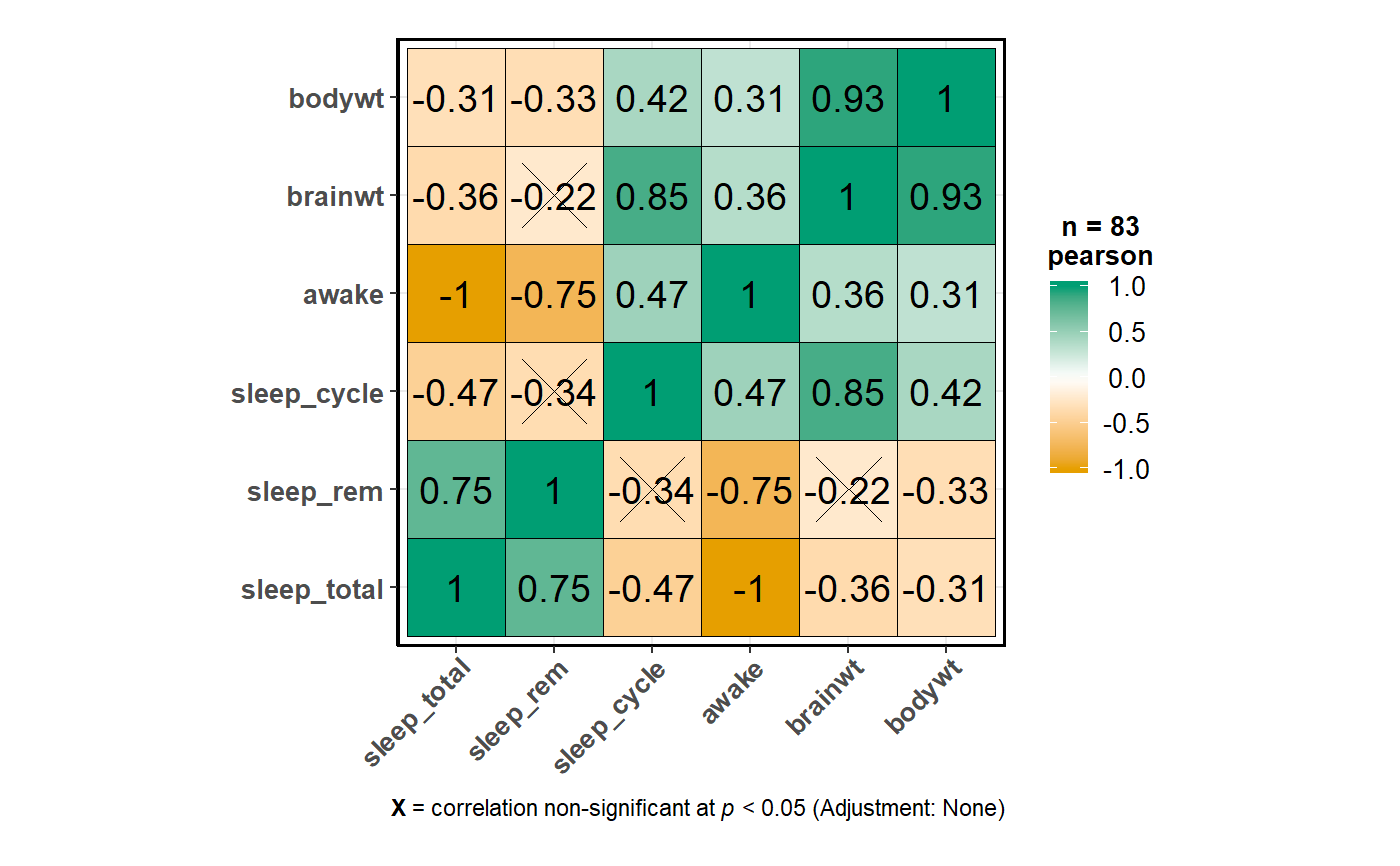 bodywt -0.31 -0.33 0.42 0.31 0.93 1
brainwt -0.36 -0.22 0.85 0.36 1 0.93
awake -1 -0.75 0.47 1 0.36 0.31
sleep_cycle -0.47 -0.34 1 0.47 0.85 0.42
sleep_rem 0.75 1 -0.34 -0.75 -0.22 -0.33
sleep_total 1 0.75 -0.47 -1 -0.36 -0.31
sleep_total sleep_rem sleep_cycle awake brainwt bodywt
n = 83
pearson
1.0
0.5
0.0
-0.5
-1.0
X = correlation non-significant at p < 0.05 (Adjustment: None)